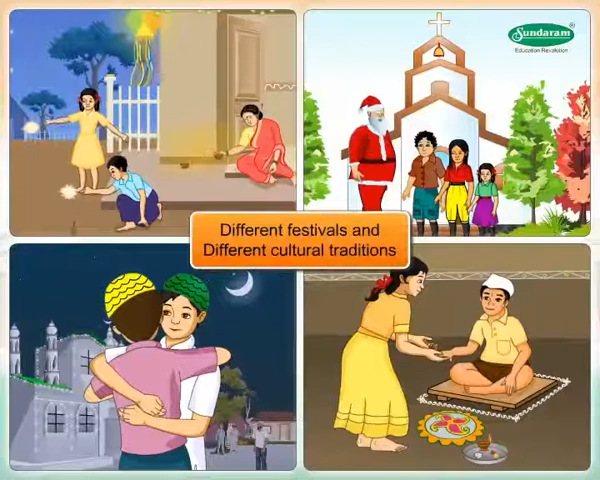 Sundaram®
Education Revolution
Different festivals and
Different cultural traditions